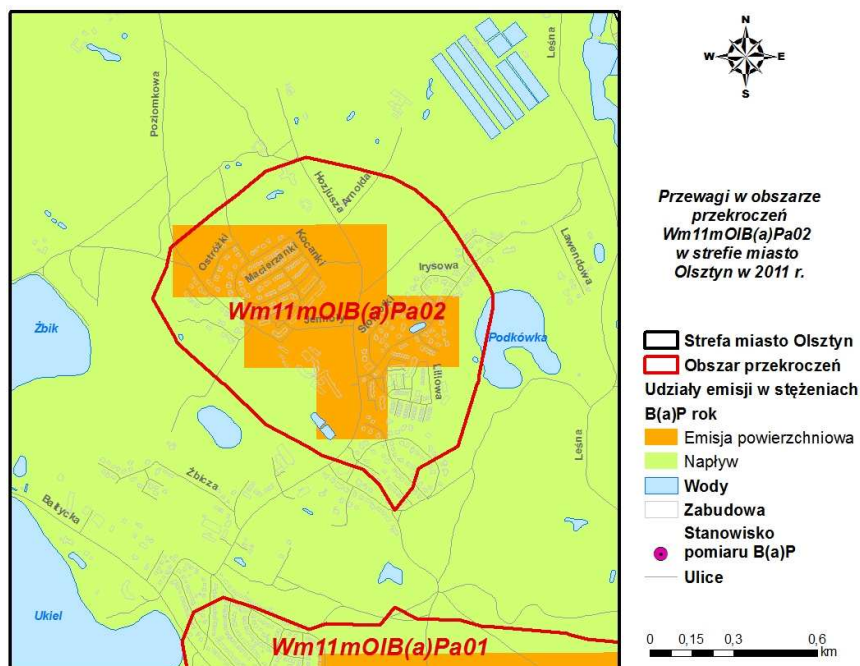 Poziomkowa
Leśna
Hozjusza
Arnolda
Ostróżki
Macierzanki
Kocanki
Irysowa
Lawendowa
Wm11mOlB(a)Pa02
Żbik
Podkówka
Liliowa
Leśna
Żbicza
Bałtycka
Ukiel
Wm11mOlB(a)Pa01
N
W
E
S
Przewagi w obszarze
przekroczeń
Wm11mOlB(a)Pa02
w strefie miasto
Olsztyn w 2011 r.
Strefa miasto Olsztyn
Obszar przekroczeń
Udziały emisji w stężeniach
B(a)P rok
Emisja powierzchniowa
Napływ
Wody
Zabudowa
Stanowisko
pomiaru B(a)P
Ulice
0 0,15 0,3 0,6
km